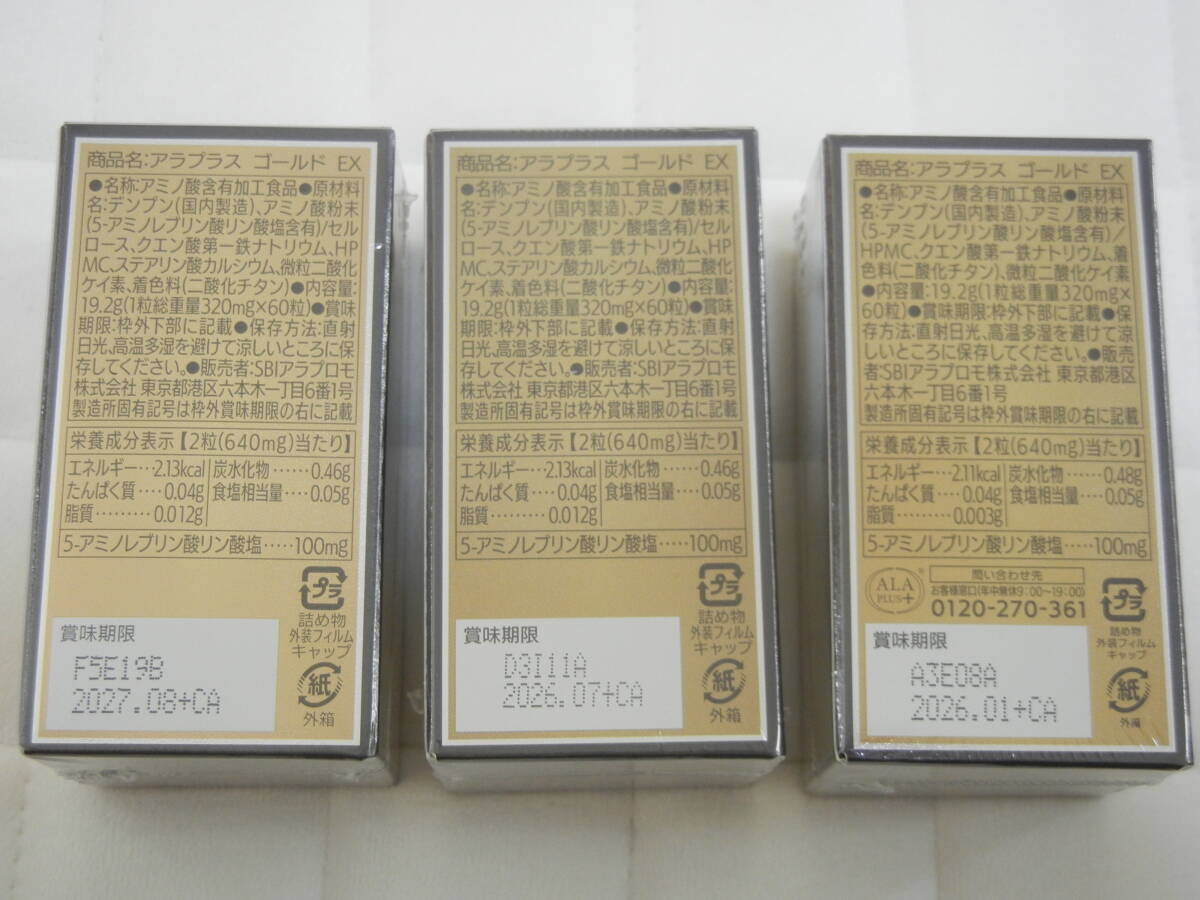 商品名:アラプラス ゴールド EX
●名称:アミノ酸含有加工食品●原材料
名:デンプン(国内製造)、アミノ酸粉末
(5-アミノレブリン酸リン酸塩含有)/セル
ロース、クエン酸第一鉄ナトリウム、HP
MC、ステアリン酸カルシウム、微粒二酸化
ケイ素、着色料(二酸化チタン)●内容量:
19.2g(1粒総重量320mg×60粒)●賞味
期限:枠外下部に記載●保存方法:直射
日光、高温多湿を避けて涼しいところに保
存してください。●販売者:SBIアラプロモ
株式会社 東京都港区六本木一丁目6番1号
製造所固有記号は枠外賞味期限の右に記載
栄養成分表示【2粒(640mg)当たり】
エネルギー…2.13kcal 炭水化物……0.46g
たんぱく質……0.04g 食塩相当量……0.05g
脂質………0.012g
5-アミノレブリン酸リン酸塩……100mg
プラ
詰め物
外装フィルム
キャップ
紙
外箱
賞味期限
F5E19B
2027.08+CA
商品名:アラプラス ゴールド EX
●名称:アミノ酸含有加工食品●原材料
名:デンプン(国内製造)、アミノ酸粉末
(5-アミノレブリン酸リン酸塩含有)/セル
ロース、クエン酸第一鉄ナトリウム、HP
MC、ステアリン酸カルシウム、微粒二酸化
ケイ素、着色料(二酸化チタン)●内容量:
19.2g(1粒総重量320mg×60粒)●賞味
期限:枠外下部に記載●保存方法:直射
日光、高温多湿を避けて涼しいところに保
存してください。●販売者:SBIアラプロモ
株式会社 東京都港区六本木一丁目6番1号
製造所固有記号は枠外賞味期限の右に記載
栄養成分表示【2粒(640mg)当たり】
エネルギー…2.13kcal 炭水化物……0.46g
たんぱく質……0.04g 食塩相当量……0.05g
脂質………0.012g
5-アミノレブリン酸リン酸塩……100mg
プラ
詰め物
外装フィルム
キャップ
紙
外箱
賞味期限
D3I11A
2026.07+CA
商品名:アラプラス ゴールド EX
●名称:アミノ酸含有加工食品●原材料
名:デンプン(国内製造)、アミノ酸粉末
(5-アミノレブリン酸リン酸塩含有)/
HPMC、クエン酸第一鉄ナトリウム、着
色料(二酸化チタン)、微粒二酸化ケイ素
●内容量:19.2g(1粒総重量320mg×
60粒)●賞味期限:枠外下部に記載●保
存方法:直射日光、高温多湿を避けて涼
しいところに保存してください。●販売
者:SBIアラプロモ株式会社 東京都港区
六本木一丁目6番1号
製造所固有記号は枠外賞味期限の右に記載
栄養成分表示【2粒(640mg)当たり】
エネルギー…2.11kcal 炭水化物……0.48g
たんぱく質……0.04g 食塩相当量……0.05g
脂質………0.003g
5-アミノレブリン酸リン酸塩……100mg
ALA
PLUS+
問い合わせ先
お客様窓口(年中無休9:00~19:00)
0120-270-361
プラ
詰め物
外装フィルム
キャップ
紙
外箱
賞味期限
A3E08A
2026.01+CA